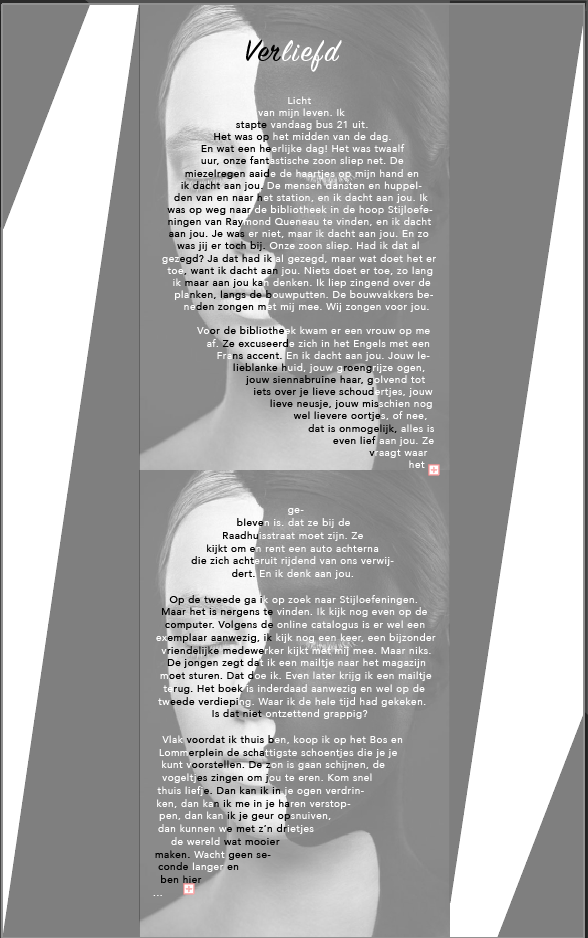 Verliefd
Licht
van mijn leven. Ik
stapte vandaag bus 21 uit.
Het was op het midden van de dag.
En wat een heerlijke dag! Het was twaalf
uur, onze fantastische zoon sliep net. De
miezelregen aaide de haartjes op mijn hand en
ik dacht aan jou. De mensen dansten en huppel-
den van en naar het station, en ik dacht aan jou. Ik
was op weg naar de bibliotheek in de hoop Stijloefe-
ningen van Raymond Queneau te vinden, en ik dacht
aan jou. Je was er niet, maar ik dacht aan jou. En zo
was jij er toch bij. Onze zoon sliep. Had ik dat al
gezegd? Ja dat had ik al gezegd, maar wat doet het er
toe, want ik dacht aan jou. Niets doet er toe, zo lang
ik maar aan jou kan denken. Ik liep zingend over de
planken, langs de bouwputten. De bouwvakkers be-
neden zongen met mij mee. Wij zongen voor jou.
Voor de bibliotheek kwam er een vrouw op me
af. Ze excuseerde zich in het Engels met een
Frans accent. En ik dacht aan jou. Jouw le-
lieblanke huid, jouw groengrijze ogen,
jouw siennabruine haar, golvend tot
iets over je lieve schoudertjes, jouw
lieve neusje, jouw misschien nog
wel lievere oortjes, of nee,
dat is onmogelijk, alles is
even lief aan jou. Ze
vraagt waar
het
ge-
bleven is. dat ze bij de
Raadhuisstraat moet zijn. Ze
kijkt om en rent een auto achterna
die zich achteruit rijdend van ons verwij-
dert. En ik denk aan jou.
Op de tweede ga ik op zoek naar Stijloefeningen.
Maar het is nergens te vinden. Ik kijk nog even op de
computer. Volgens de online catalogus is er wel een
exemplaar aanwezig, ik kijk nog een keer, een bijzonder
vriendelijke medewerker kijkt met mij mee. Maar niks.
De jongen zegt dat ik een mailtje naar het magazijn
moet sturen. Dat doe ik. Even later krijg ik een mailtje
terug. Het boek is inderdaad aanwezig en wel op de
tweede verdieping. Waar ik de hele tijd had gekeken.
Is dat niet ontzettend grappig?
Vlak voordat ik thuis ben, koop ik op het Bos en
Lommerplein de schattigste schoentjes die je je
kunt voorstellen. De zon is gaan schijnen, de
vogeltjes zingen om jou te eren. Kom snel
thuis liefje. Dan kan ik in je ogen verdrin-
ken, dan kan ik me in je haren verstop-
pen, dan kan ik je geur opsnuiven,
dan kunnen we met z'n drietjes
de wereld wat mooier
maken. Wacht geen se-
conde langer en
ben hier
...